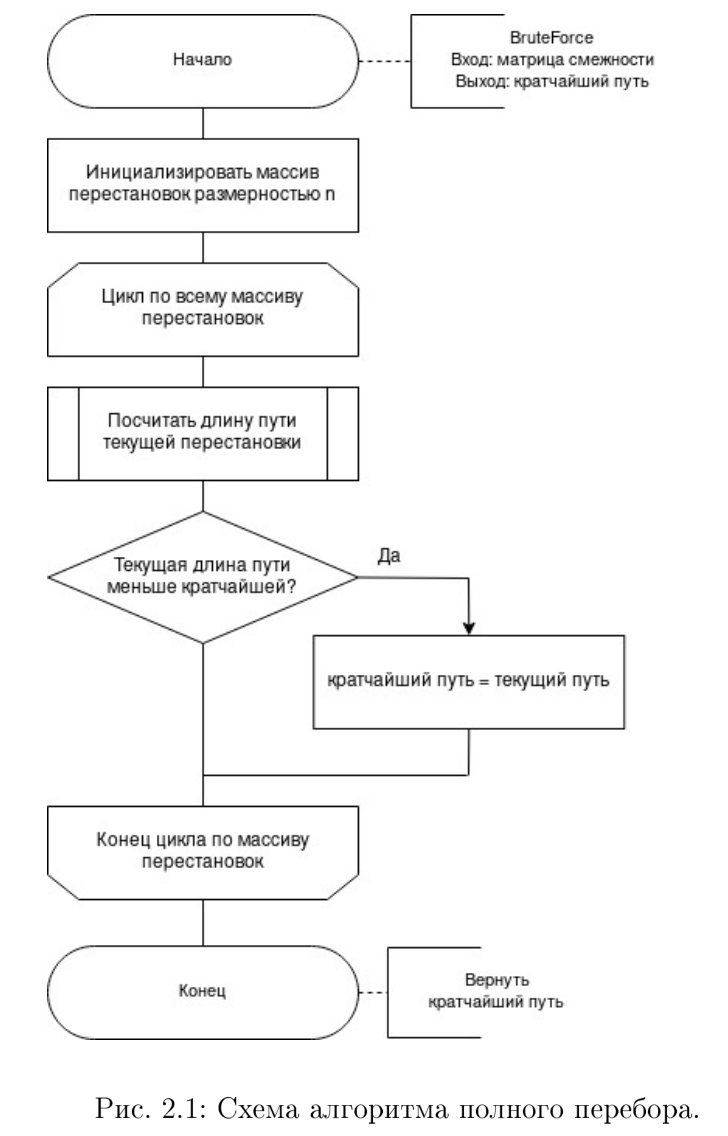 Начало
BruteForce
Вход: матрица смежности
Выход: кратчайший путь
Инициализировать массив
перестановок размерностью n
Цикл по всему массиву
перестановок
Посчитать длину пути
текущей перестановки
Текущая длина пути
меньше кратчайшей?
Да
кратчайший путь = текущий путь
Конец цикла по массиву
перестановок
Конец
Вернуть
кратчайший путь
Рис. 2.1: Схема алгоритма полного перебора.